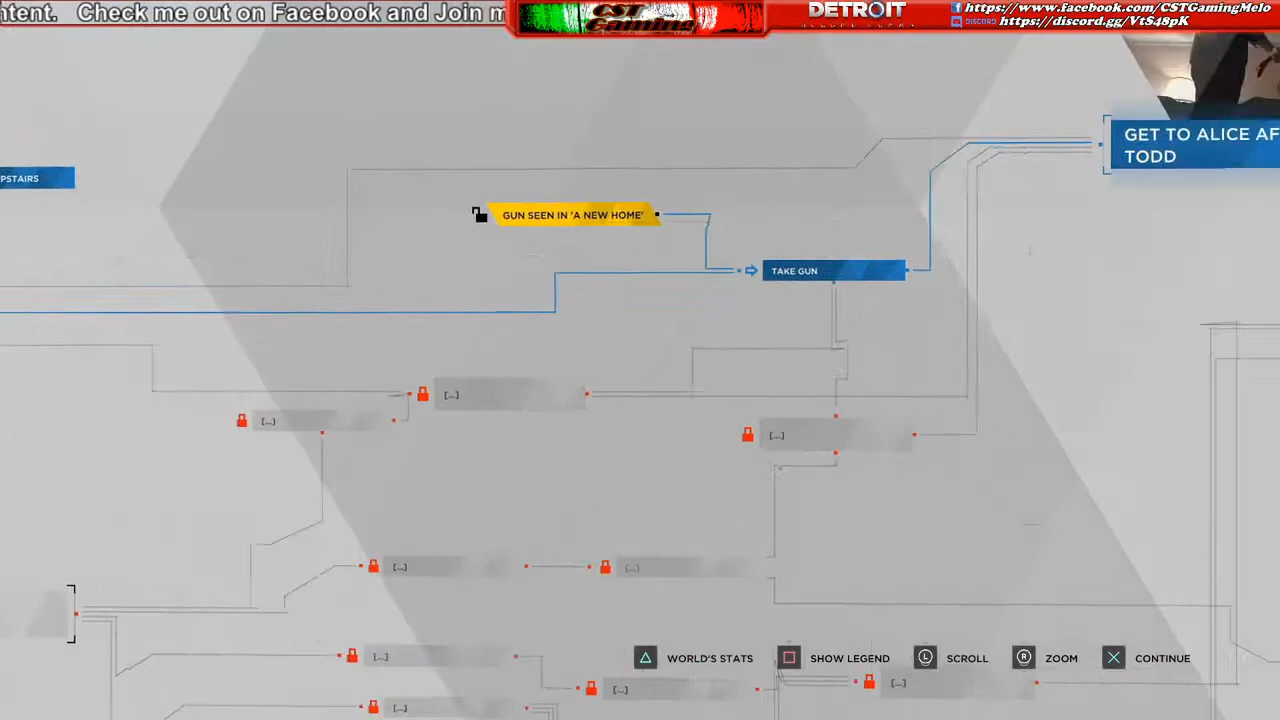 ntent. Check me out on Facebook and Join m
CST
Gaming
DETROIT
https://www.facebook.com/CSTGamingMelo
DISCORD https://discord.gg/VtS48pK
GET TO ALICE AF
TODD
PSTAIRS
GUN SEEN IN 'A NEW HOME'
TAKE GUN
[...]
[...]
[...]
[...] [...]
[...]
[...] [...]
[...]
WORLD'S STATS SHOW LEGEND L SCROLL R ZOOM CONTINUE